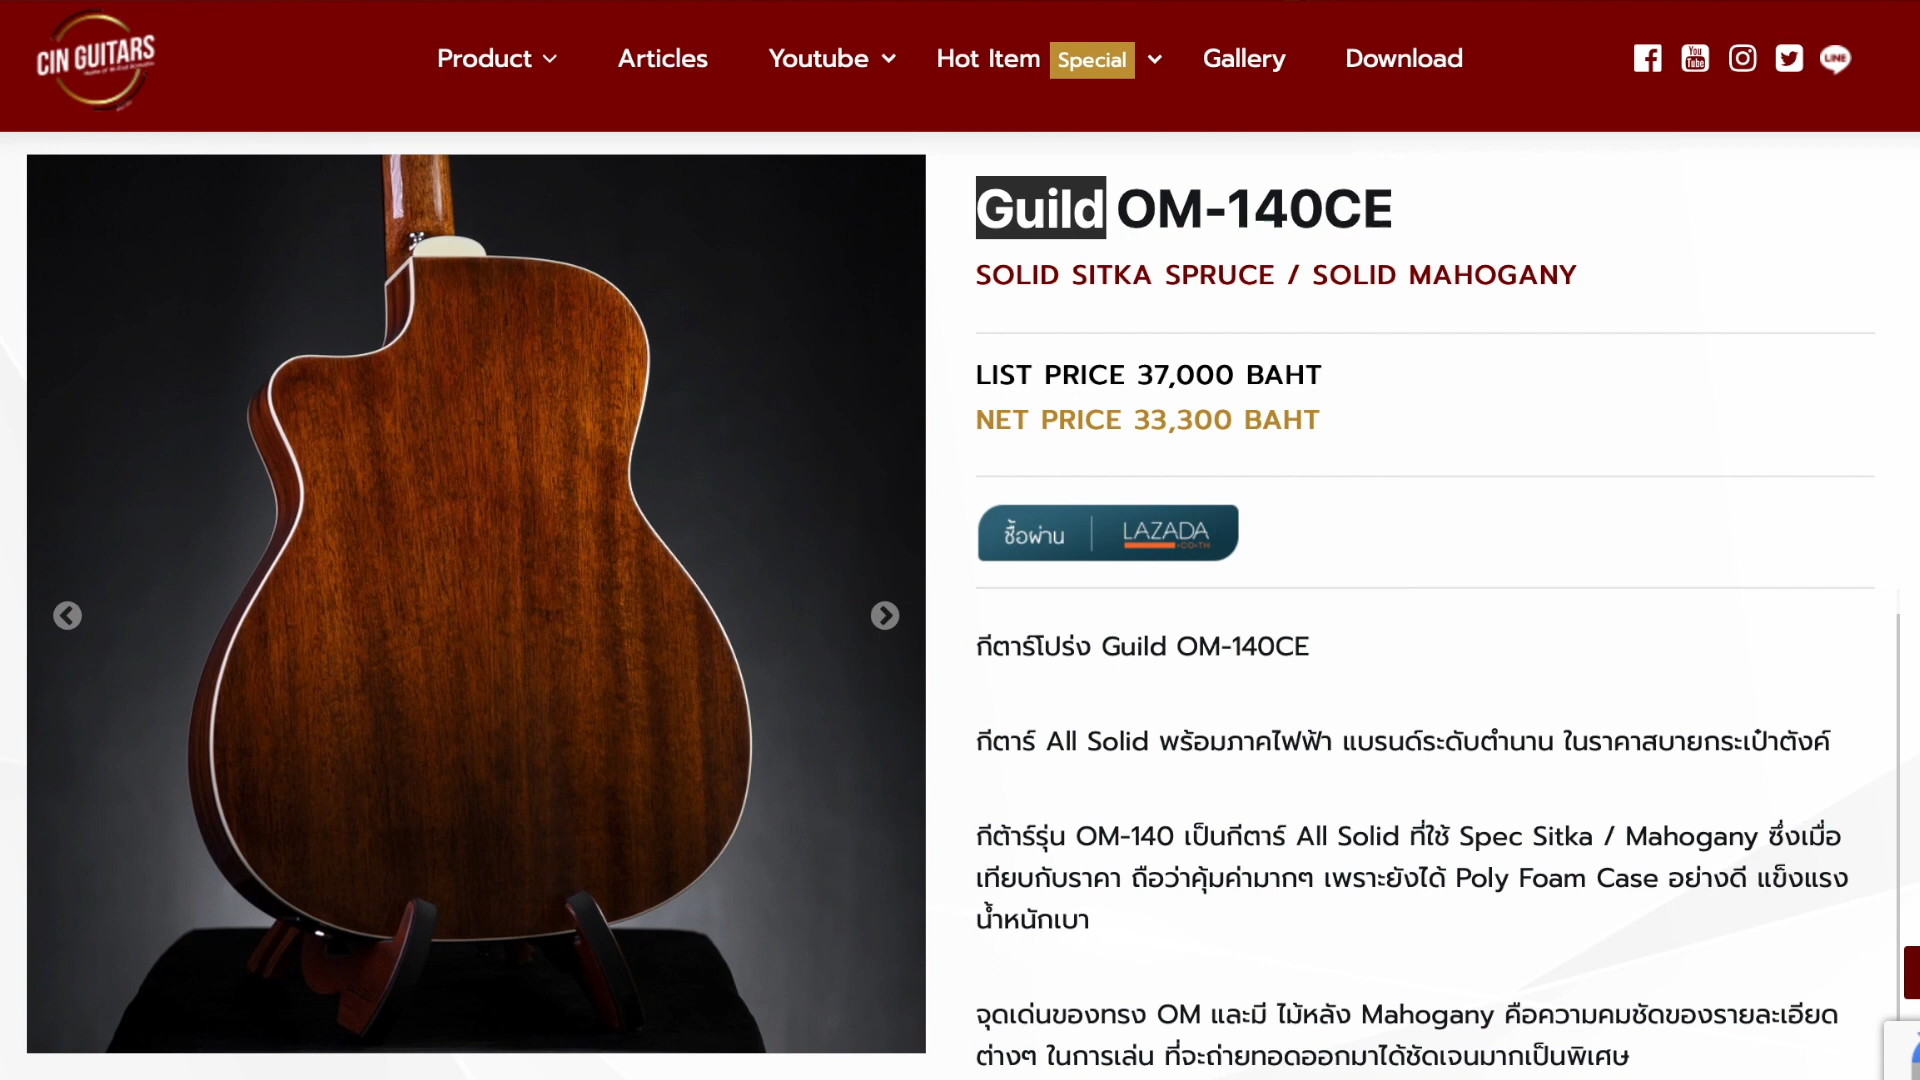 CIN GUITARS
Product
Articles
Youtube
Hot Item Special
Gallery
Download
You
Tube
LINE
Guild OM-140CE
SOLID SITKA SPRUCE / SOLID MAHOGANY
LIST PRICE 37,000 BAHT
NET PRICE 33,300 BAHT
ซื้อผ่าน
LAZADA
.CO.TH
กีตาร์โปร่ง Guild OM-140CE
กีตาร์ All Solid พร้อมภาคไฟฟ้า แบรนด์ระดับตำนาน ในราคาสบายกระเป๋าตังค์
กีต้าร์รุ่น OM-140 เป็นกีตาร์ All Solid ที่ใช้ Spec Sitka / Mahogany ซึ่งเมื่อ
เทียบกับราคา ถือว่าคุ้มค่ามากๆ เพราะยังได้ Poly Foam Case อย่างดี แข็งแรง
น้ำหนักเบา
จุดเด่นของทรง OM และมี ไม้หลัง Mahogany คือความคมชัดของรายละเอียด
ต่างๆ ในการเล่น ที่จะถ่ายทอดออกมาได้ชัดเจนมากเป็นพิเศษ